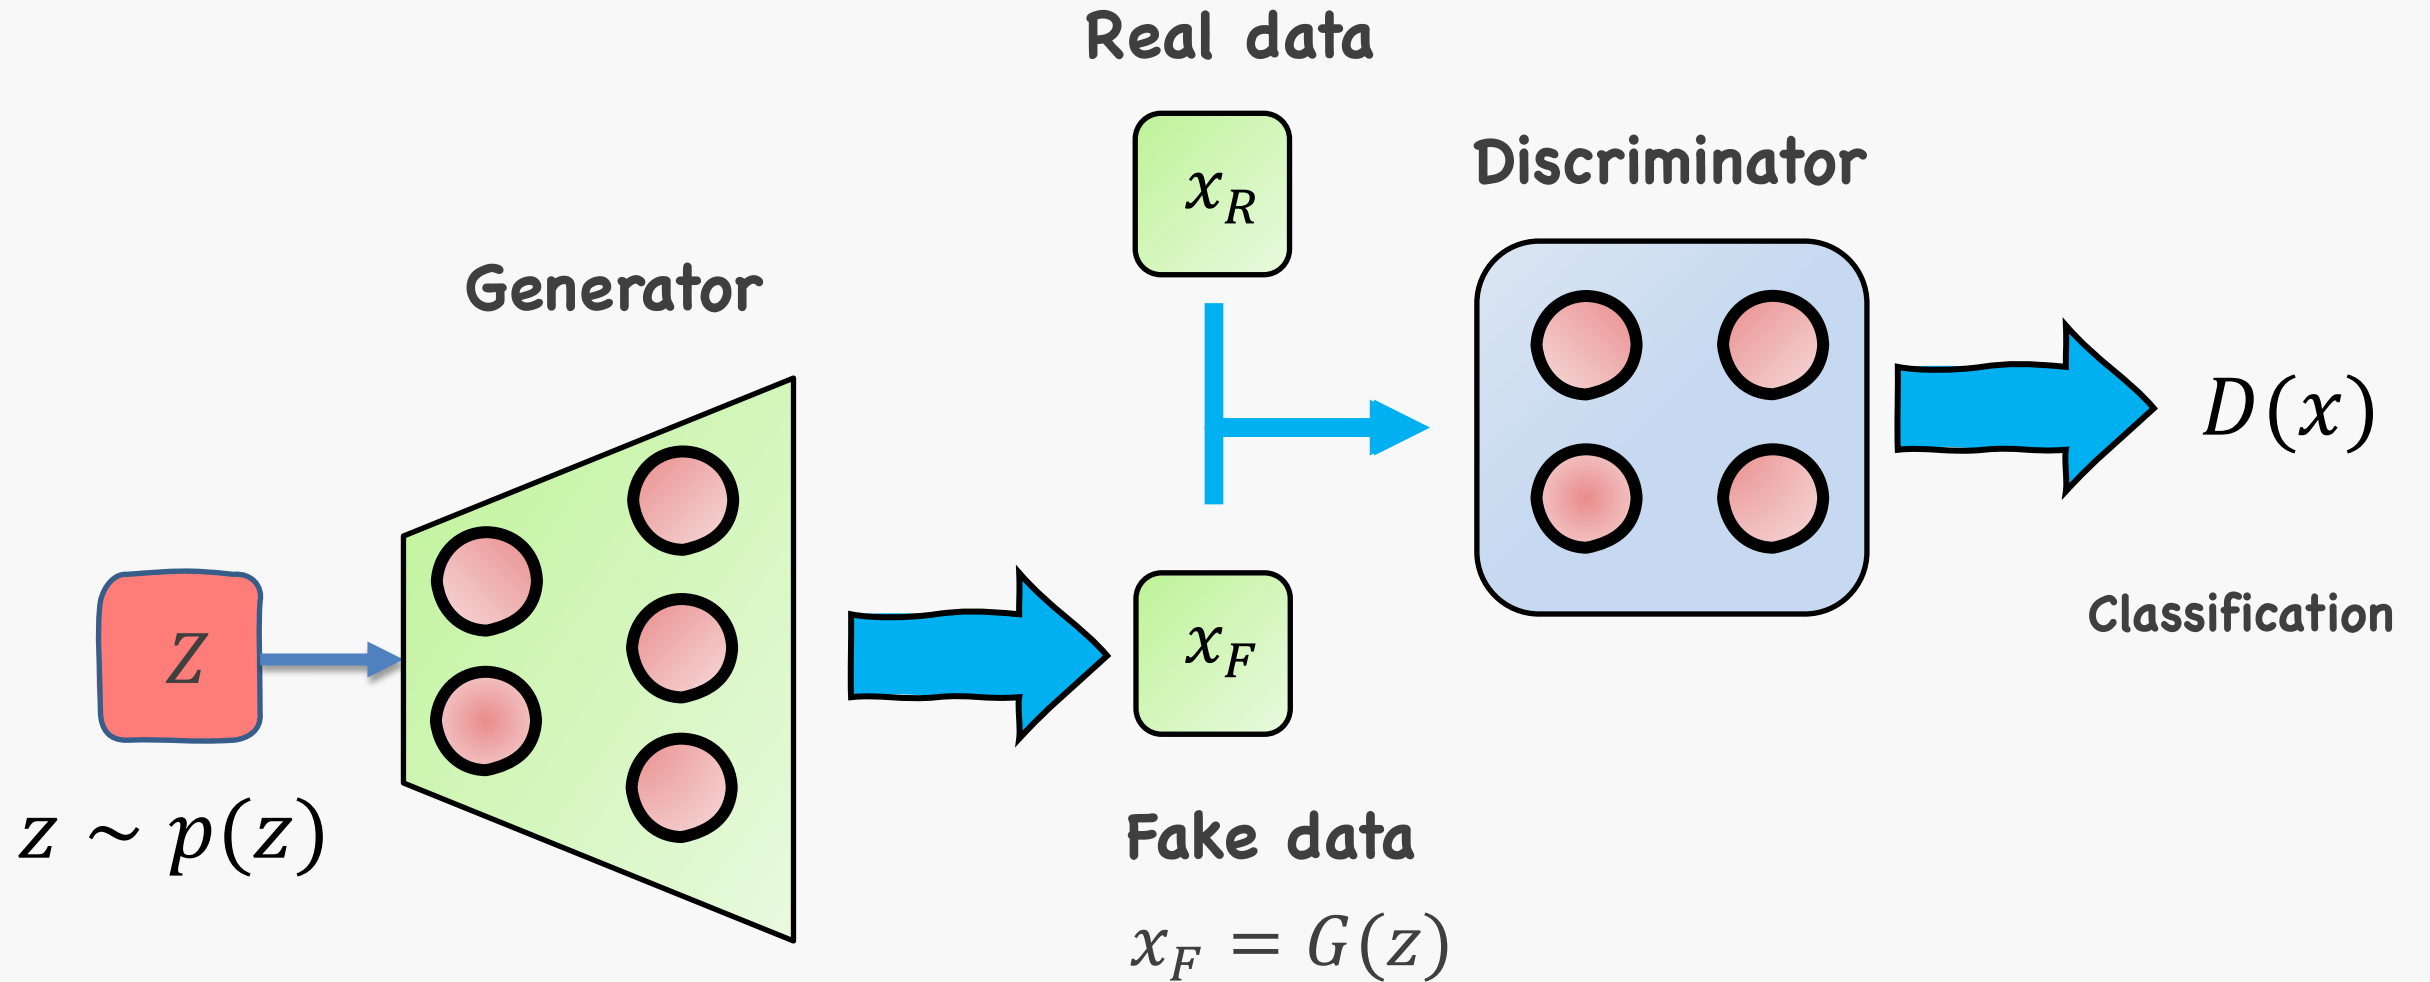 Real data
x_R
Discriminator
Generator
D(x)
Z
x_F
Classification
z ~ p(z)
Fake data
x_F = G(z)